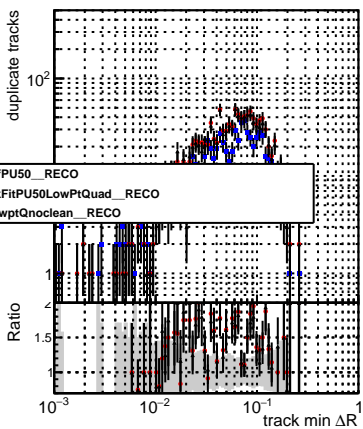 duplicate tracks
10²
PU50__RECO
FitPU50LowPtQuad__RECO
wptQnoclean__RECO
1
Ratio
2
1.5
1
10⁻³
10⁻²
10⁻¹
1
track min ΔR